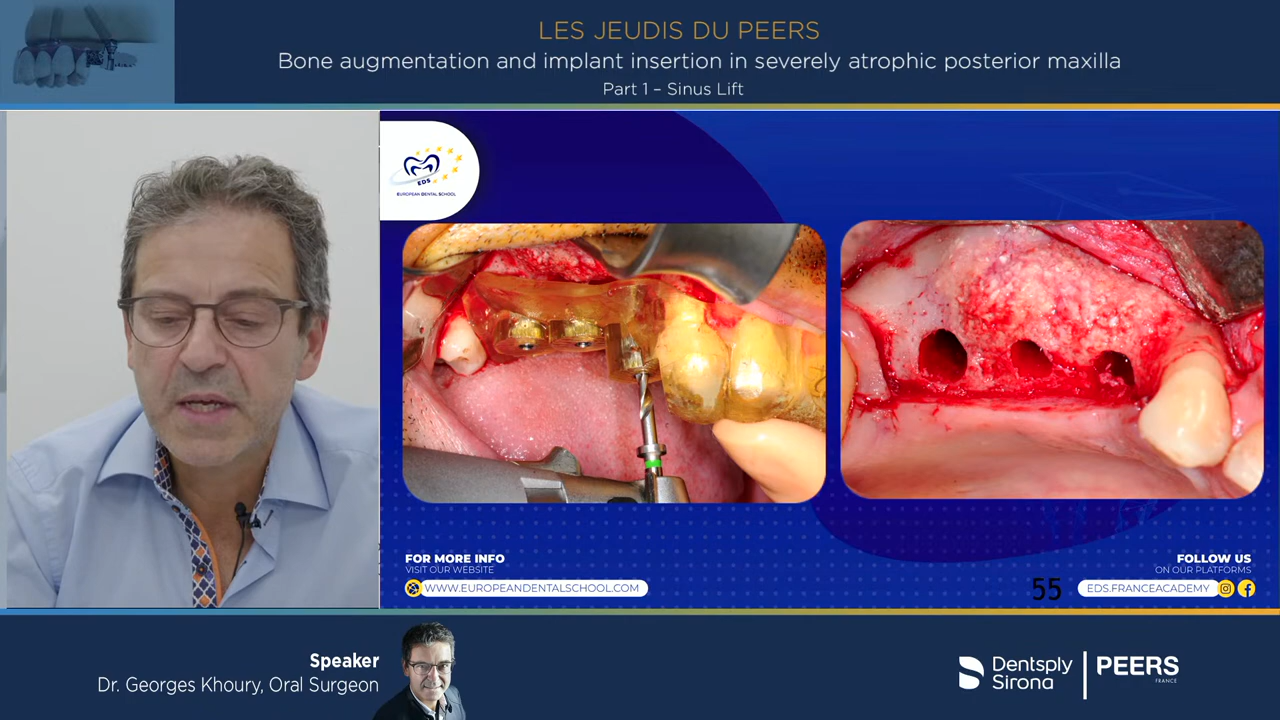 LES JEUDIS DU PEERS
Bone augmentation and implant insertion in severely atrophic posterior maxilla
Part 1 – Sinus Lift
EDS
EUROPEAN DENTAL SCHOOL
FOR MORE INFO
VISIT OUR WEBSITE
WWW.EUROPEANDENTALSCHOOL.COM
55
FOLLOW US
ON OUR PLATFORMS
EDS.FRANCEACADEMY
Speaker
Dr. Georges Khoury, Oral Surgeon
Dentsply
Sirona
PEERS
FRANCE